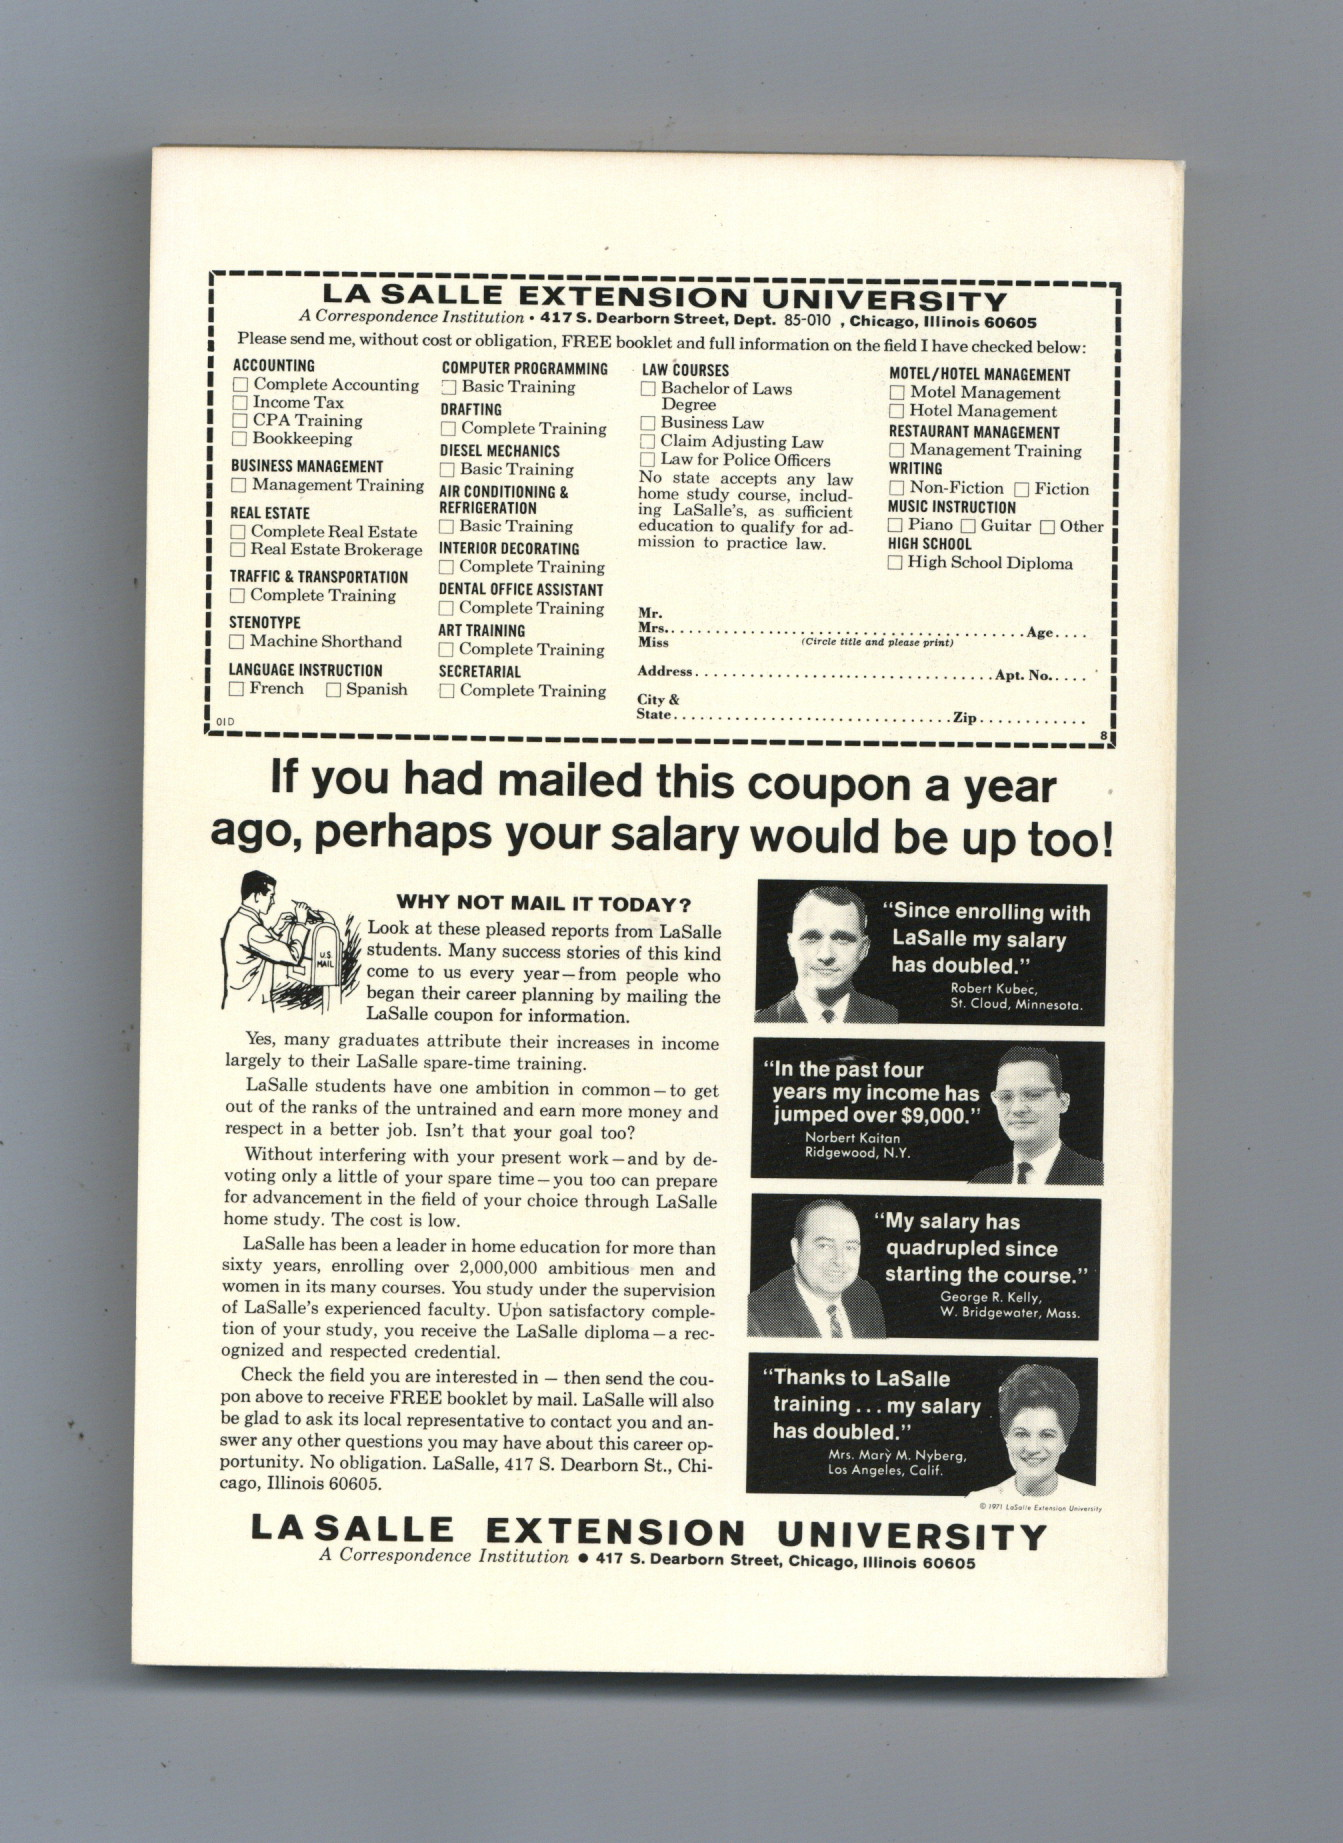 LA SALLE EXTENSION UNIVERSITY
A Correspondence Institution • 417 S. Dearborn Street, Dept. 85-010 , Chicago, Illinois 60605
Please send me, without cost or obligation, FREE booklet and full information on the field I have checked below:
ACCOUNTING
Complete Accounting
Income Tax
CPA Training
Bookkeeping
BUSINESS MANAGEMENT
Management Training
REAL ESTATE
Complete Real Estate
Real Estate Brokerage
TRAFFIC & TRANSPORTATION
Complete Training
STENOTYPE
Machine Shorthand
LANGUAGE INSTRUCTION
French Spanish
01D
COMPUTER PROGRAMMING
Basic Training
DRAFTING
Complete Training
DIESEL MECHANICS
Basic Training
AIR CONDITIONING &
REFRIGERATION
Basic Training
INTERIOR DECORATING
Complete Training
DENTAL OFFICE ASSISTANT
Complete Training
ART TRAINING
Complete Training
SECRETARIAL
Complete Training
LAW COURSES
Bachelor of Laws
Degree
Business Law
Claim Adjusting Law
Law for Police Officers
No state accepts any law
home study course, includ-
ing LaSalle's, as sufficient
education to qualify for ad-
mission to practice law.
MOTEL/HOTEL MANAGEMENT
Motel Management
Hotel Management
RESTAURANT MANAGEMENT
Management Training
WRITING
Non-Fiction Fiction
MUSIC INSTRUCTION
Piano Guitar Other
HIGH SCHOOL
High School Diploma
Mr.
Mrs. Age
Miss (Circle title and please print)
Address Apt. No.
City &
State Zip
8
If you had mailed this coupon a year
ago, perhaps your salary would be up too!
U.S.
MAIL
WHY NOT MAIL IT TODAY?
Look at these pleased reports from LaSalle
students. Many success stories of this kind
come to us every year—from people who
began their career planning by mailing the
LaSalle coupon for information.
Yes, many graduates attribute their increases in income
largely to their LaSalle spare-time training.
LaSalle students have one ambition in common—to get
out of the ranks of the untrained and earn more money and
respect in a better job. Isn't that your goal too?
Without interfering with your present work—and by de-
voting only a little of your spare time—you too can prepare
for advancement in the field of your choice through LaSalle
home study. The cost is low.
LaSalle has been a leader in home education for more than
sixty years, enrolling over 2,000,000 ambitious men and
women in its many courses. You study under the supervision
of LaSalle's experienced faculty. Upon satisfactory comple-
tion of your study, you receive the LaSalle diploma—a rec-
ognized and respected credential.
Check the field you are interested in — then send the cou-
pon above to receive FREE booklet by mail. LaSalle will also
be glad to ask its local representative to contact you and an-
swer any other questions you may have about this career op-
portunity. No obligation. LaSalle, 417 S. Dearborn St., Chi-
cago, Illinois 60605.
"Since enrolling with
LaSalle my salary
has doubled."
Robert Kubec,
St. Cloud, Minnesota.
"In the past four
years my income has
jumped over $9,000."
Norbert Kaitan
Ridgewood, N.Y.
"My salary has
quadrupled since
starting the course."
George R. Kelly,
W. Bridgewater, Mass.
"Thanks to LaSalle
training . . . my salary
has doubled."
Mrs. Mary M. Nyberg,
Los Angeles, Calif.
© 1971 LaSalle Extension University
LA SALLE EXTENSION UNIVERSITY
A Correspondence Institution ● 417 S. Dearborn Street, Chicago, Illinois 60605